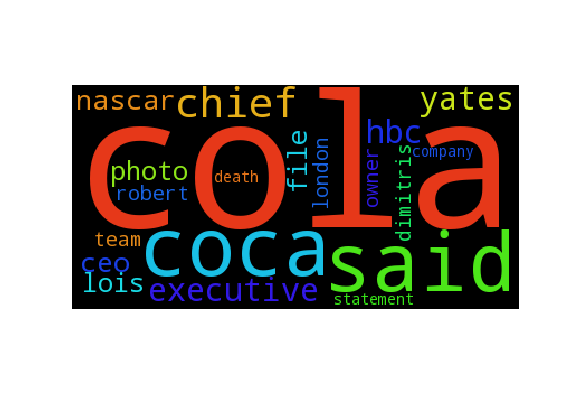 nascar chief yates
cola
hbc
file
london
owner
dimitris
company
photo
death
robert
team
coca
said
ceo
lois
executive
statement